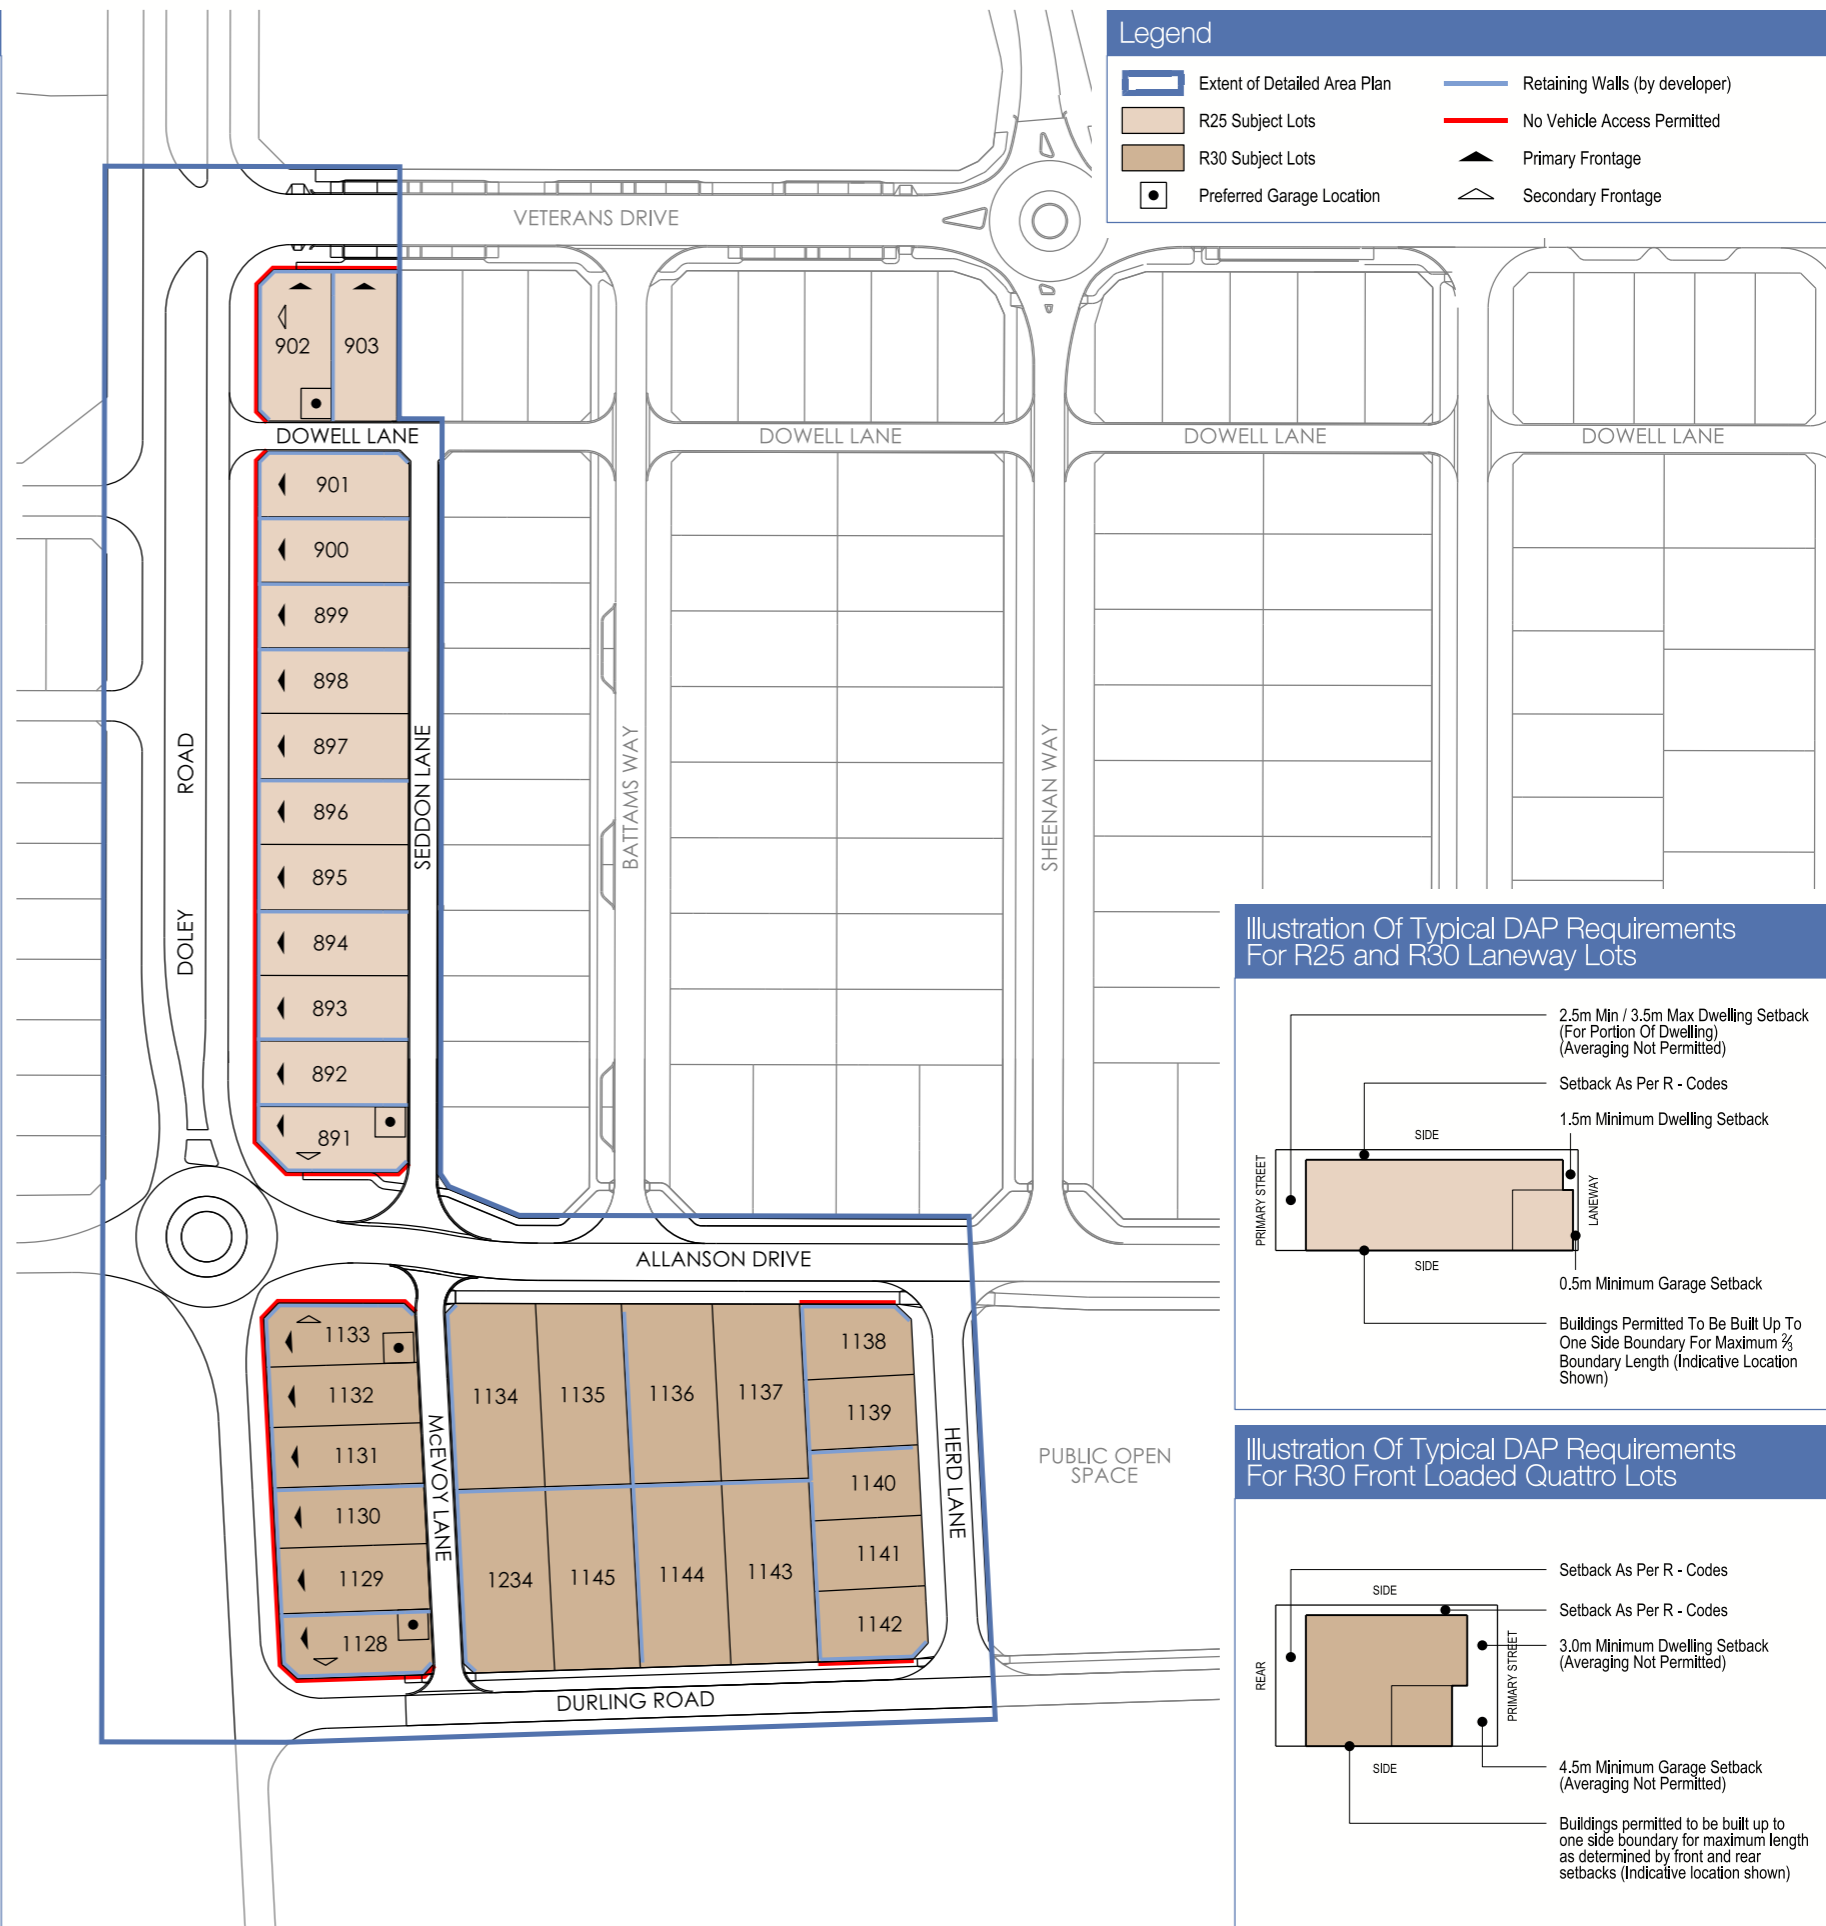 Legend
Extent of Detailed Area Plan
Retaining Walls (by developer)
R25 Subject Lots
No Vehicle Access Permitted
R30 Subject Lots
Primary Frontage
Preferred Garage Location
Secondary Frontage
VETERANS DRIVE
902
903
DOWELL LANE
DOWELL LANE
DOWELL LANE
DOWELL LANE
901
900
899
898
897
896
895
894
893
892
891
DOLEY ROAD
SEDDON LANE
BATTAMS WAY
SHEENAN WAY
ALLANSON DRIVE
1133
1132
1131
1130
1129
1128
McEVOY LANE
1134
1135
1136
1137
1138
1139
1140
1141
1142
1234
1145
1144
1143
HERD LANE
PUBLIC OPEN
SPACE
DURLING ROAD
Illustration Of Typical DAP Requirements
For R25 and R30 Laneway Lots
2.5m Min / 3.5m Max Dwelling Setback
(For Portion Of Dwelling)
(Averaging Not Permitted)
Setback As Per R - Codes
1.5m Minimum Dwelling Setback
SIDE
PRIMARY STREET
LANEWAY
SIDE
0.5m Minimum Garage Setback
Buildings Permitted To Be Built Up To
One Side Boundary For Maximum ⅔
Boundary Length (Indicative Location
Shown)
Illustration Of Typical DAP Requirements
For R30 Front Loaded Quattro Lots
Setback As Per R - Codes
SIDE
Setback As Per R - Codes
3.0m Minimum Dwelling Setback
(Averaging Not Permitted)
REAR
PRIMARY STREET
SIDE
4.5m Minimum Garage Setback
(Averaging Not Permitted)
Buildings permitted to be built up to
one side boundary for maximum length
as determined by front and rear
setbacks (Indicative location shown)